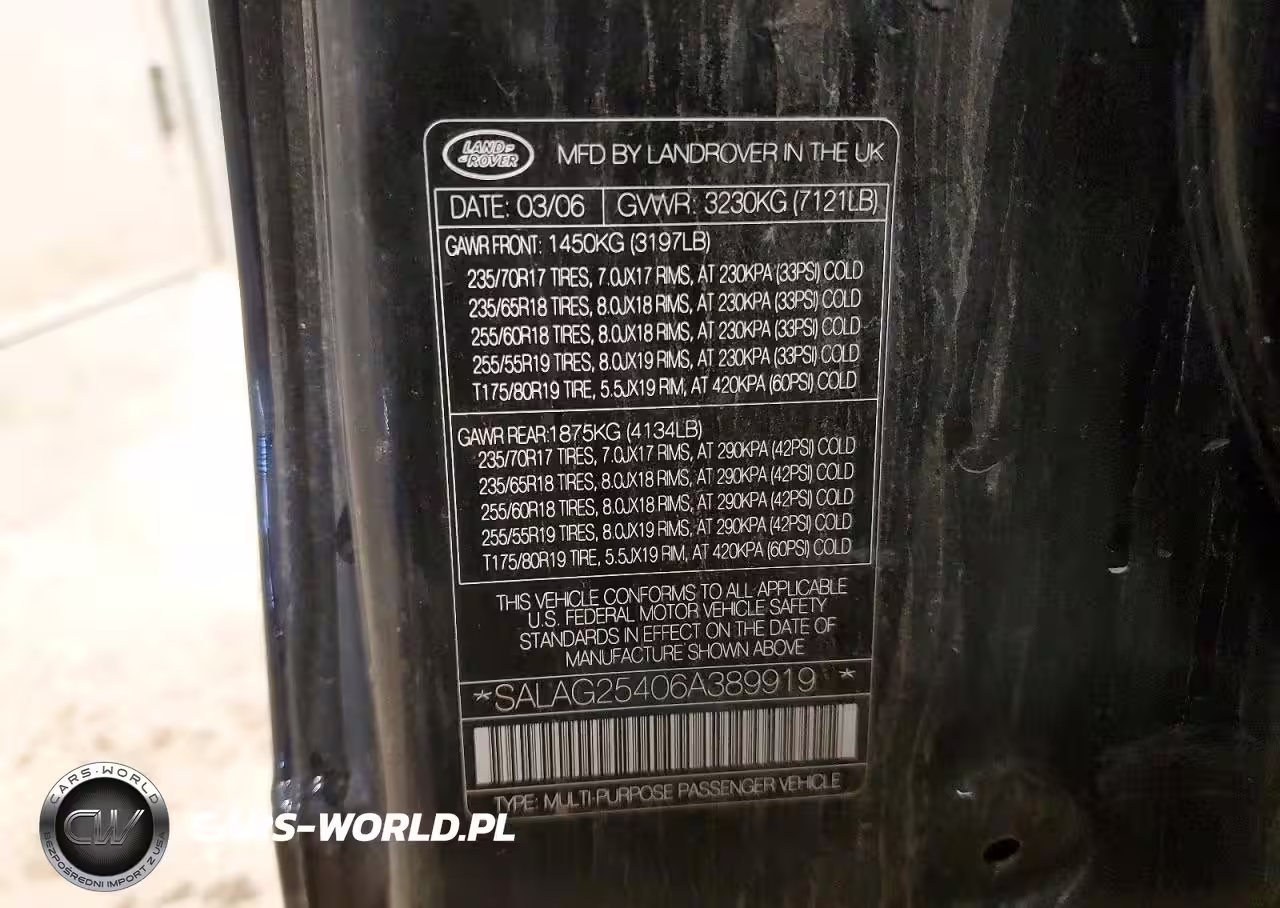 LAND-
-ROVER
MFD BY LANDROVER IN THE UK
DATE: 03/06 GVWR: 3230KG (7121LB)
GAWR FRONT: 1450KG (3197LB)
235/70R17 TIRES, 7.0JX17 RIMS, AT 230KPA (33PSI) COLD
235/65R18 TIRES, 8.0JX18 RIMS, AT 230KPA (33PSI) COLD
255/60R18 TIRES, 8.0JX18 RIMS, AT 230KPA (33PSI) COLD
255/55R19 TIRES, 8.0JX19 RIMS, AT 230KPA (33PSI) COLD
T175/80R19 TIRE, 5.5JX19 RIM, AT 420KPA (60PSI) COLD
GAWR REAR:1875KG (4134LB)
235/70R17 TIRES, 7.0JX17 RIMS, AT 290KPA (42PSI) COLD
235/65R18 TIRES, 8.0JX18 RIMS, AT 290KPA (42PSI) COLD
255/60R18 TIRES, 8.0JX18 RIMS, AT 290KPA (42PSI) COLD
255/55R19 TIRES, 8.0JX19 RIMS, AT 290KPA (42PSI) COLD
T175/80R19 TIRE, 5.5JX19 RIM, AT 420KPA (60PSI) COLD
THIS VEHICLE CONFORMS TO ALL APPLICABLE
U.S. FEDERAL MOTOR VEHICLE SAFETY
STANDARDS IN EFFECT ON THE DATE OF
MANUFACTURE SHOWN ABOVE
*SALAG25406A389919 *
TYPE: MULTI-PURPOSE PASSENGER VEHICLE
CARS-WORLD
CW
BEZPOŚREDNI IMPORT Z USA
CARS-WORLD.PL